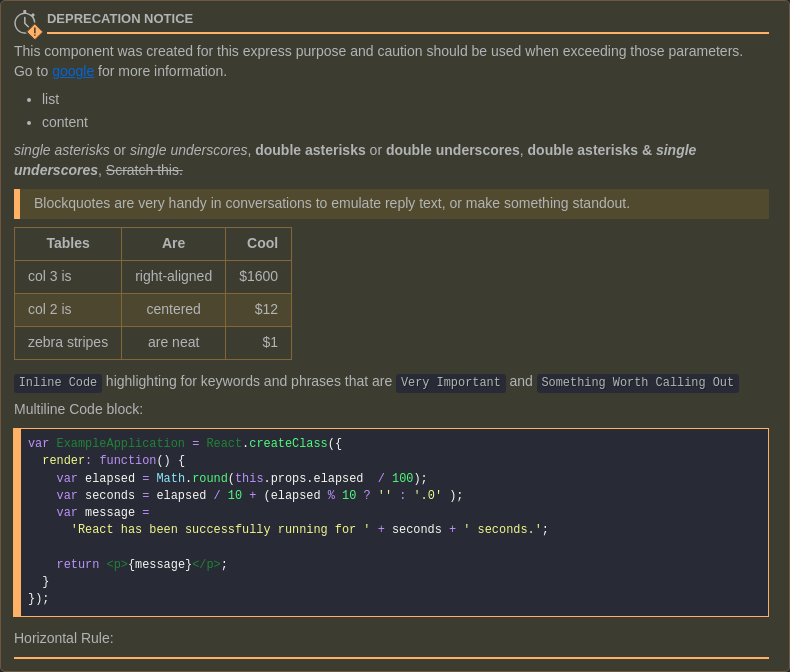 DEPRECATION NOTICE
This component was created for this express purpose and caution should be used when exceeding those parameters.
Go to google for more information.
• list
• content
single asterisks or single underscores, double asterisks or double underscores, double asterisks & single
underscores, Scratch this.
Blockquotes are very handy in conversations to emulate reply text, or make something standout.
Tables Are Cool
col 3 is right-aligned $1600
col 2 is centered $12
zebra stripes are neat $1
Inline Code highlighting for keywords and phrases that are Very Important and Something Worth Calling Out
Multiline Code block:
var ExampleApplication = React.createClass({
  render: function() {
    var elapsed = Math.round(this.props.elapsed  / 100);
    var seconds = elapsed / 10 + (elapsed % 10 ? '' : '.0' );
    var message =
      'React has been successfully running for ' + seconds + ' seconds.';
    return <p>{message}</p>;
  }
});
Horizontal Rule: